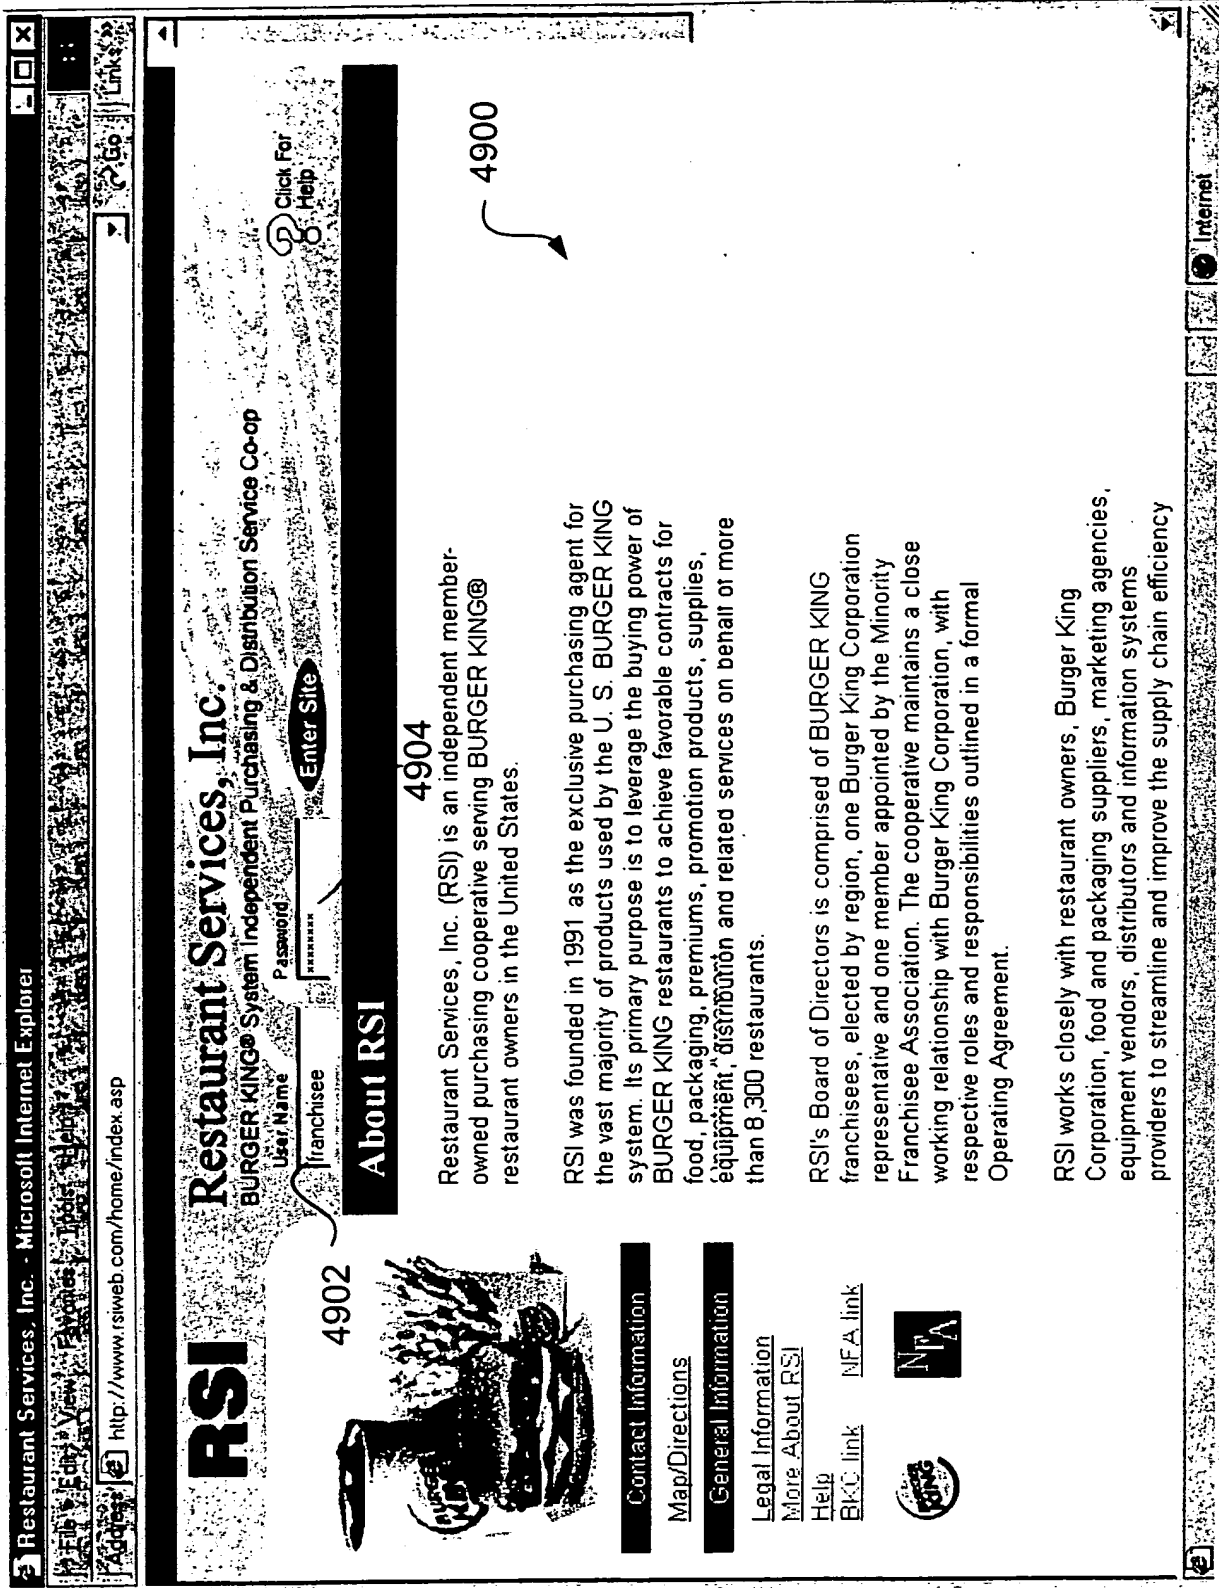 Restaurant Services, Inc. - Microsoft Internet Explorer
File Edit View Favorites Tools Help
Address http://www.rsiweb.com/home/index.asp Go Links »
RSI
Restaurant Services, Inc.
BURGER KING® System Independent Purchasing & Distribution Service Co-op
User Name Password
franchisee ******** Enter Site
Click For
Help
4902
4904
4900
About RSI
BURGER
Contact Information
Map/Directions
General Information
Legal Information
More About RSI
Help
BKC link NFA link
BURGER KING
NFA
Restaurant Services, Inc. (RSI) is an independent member-
owned purchasing cooperative serving BURGER KING®
restaurant owners in the United States.
RSI was founded in 1991 as the exclusive purchasing agent for
the vast majority of products used by the U. S. BURGER KING
system. Its primary purpose is to leverage the buying power of
BURGER KING restaurants to achieve favorable contracts for
food, packaging, premiums, promotion products, supplies,
equipment, distribution and related services on behalf of more
than 8,300 restaurants.
RSI's Board of Directors is comprised of BURGER KING
franchisees, elected by region, one Burger King Corporation
representative and one member appointed by the Minority
Franchisee Association. The cooperative maintains a close
working relationship with Burger King Corporation, with
respective roles and responsibilities outlined in a formal
Operating Agreement.
RSI works closely with restaurant owners, Burger King
Corporation, food and packaging suppliers, marketing agencies,
equipment vendors, distributors and information systems
providers to streamline and improve the supply chain efficiency
Internet